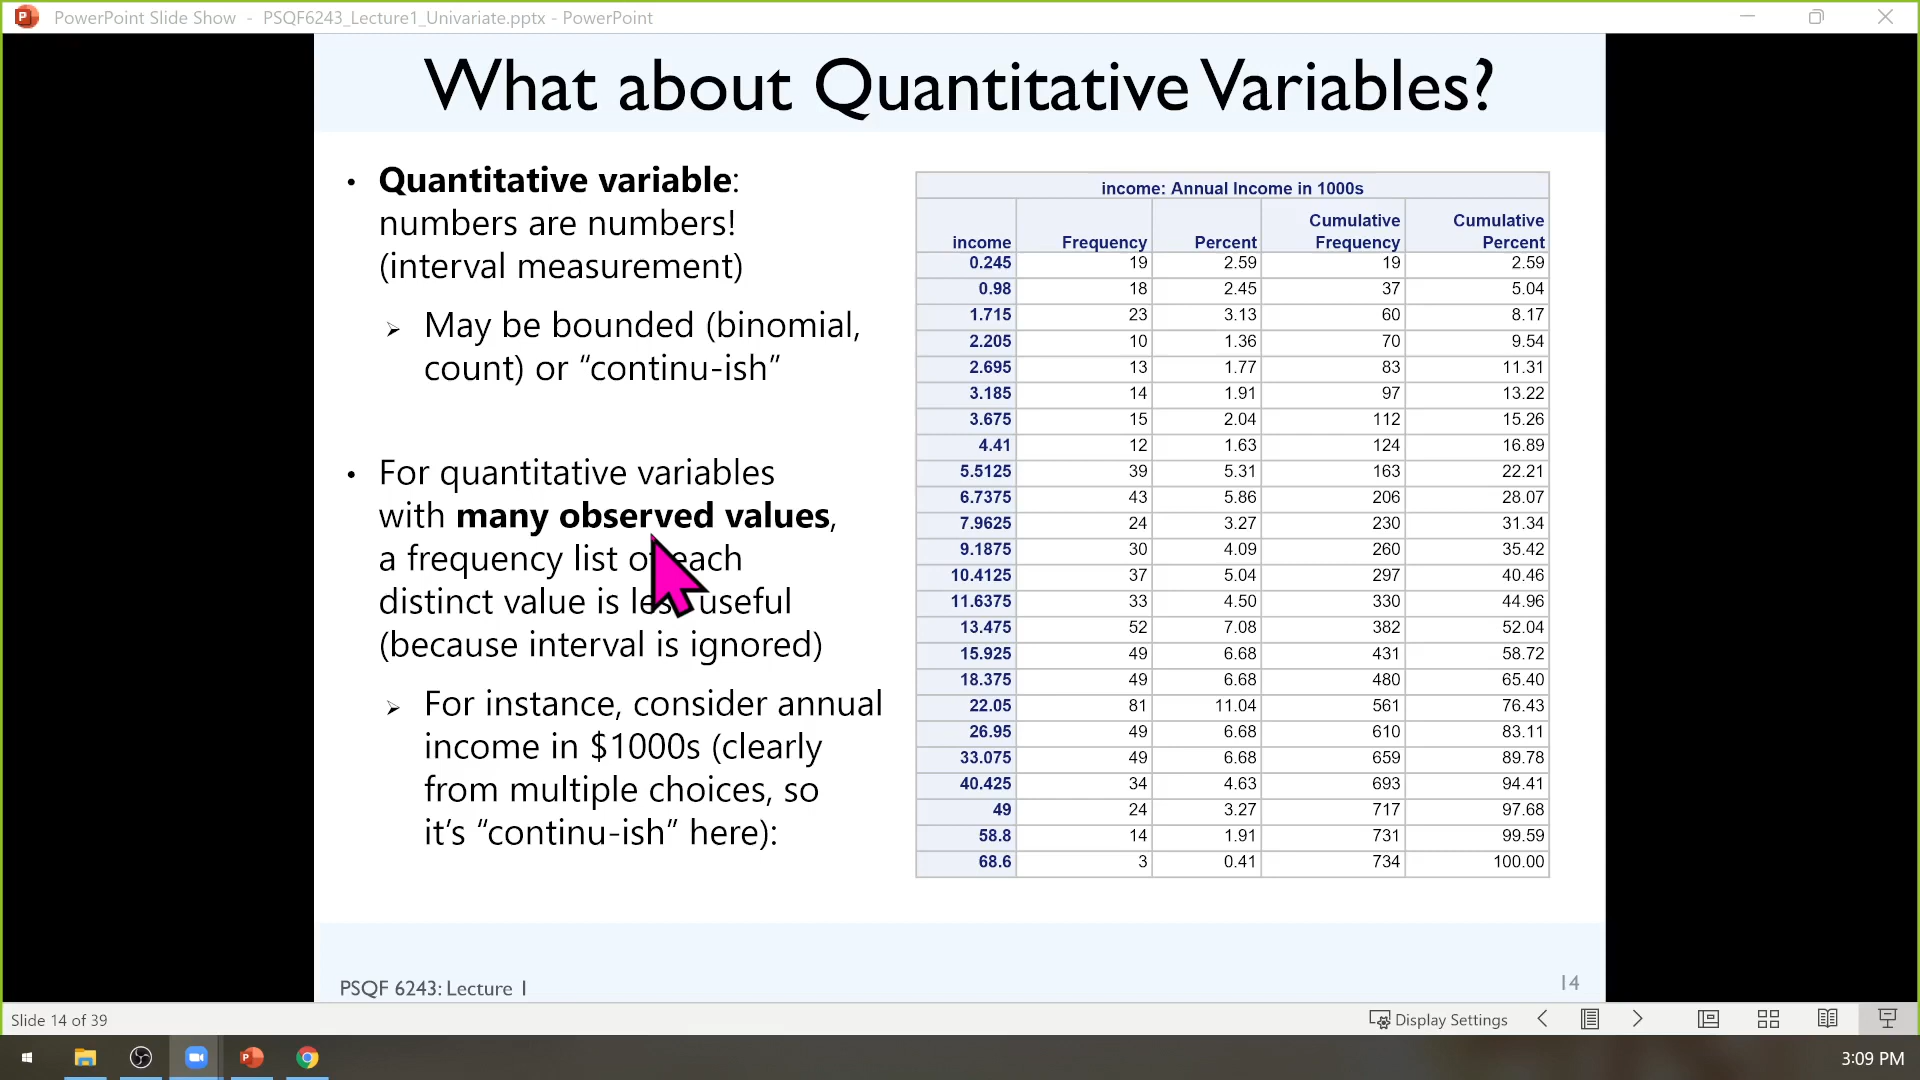 PowerPoint Slide Show - PSQF6243_Lecture1_Univariate.pptx - PowerPoint
What about Quantitative Variables?
• Quantitative variable:
numbers are numbers!
(interval measurement)
➢ May be bounded (binomial,
count) or “continu-ish”
• For quantitative variables
with many observed values,
a frequency list of each
distinct value is less useful
(because interval is ignored)
➢ For instance, consider annual
income in $1000s (clearly
from multiple choices, so
it’s “continu-ish” here):
income: Annual Income in 1000s
income Frequency Percent Cumulative Frequency Cumulative Percent
0.245 19 2.59 19 2.59
0.98 18 2.45 37 5.04
1.715 23 3.13 60 8.17
2.205 10 1.36 70 9.54
2.695 13 1.77 83 11.31
3.185 14 1.91 97 13.22
3.675 15 2.04 112 15.26
4.41 12 1.63 124 16.89
5.5125 39 5.31 163 22.21
6.7375 43 5.86 206 28.07
7.9625 24 3.27 230 31.34
9.1875 30 4.09 260 35.42
10.4125 37 5.04 297 40.46
11.6375 33 4.50 330 44.96
13.475 52 7.08 382 52.04
15.925 49 6.68 431 58.72
18.375 49 6.68 480 65.40
22.05 81 11.04 561 76.43
26.95 49 6.68 610 83.11
33.075 49 6.68 659 89.78
40.425 34 4.63 693 94.41
49 24 3.27 717 97.68
58.8 14 1.91 731 99.59
68.6 3 0.41 734 100.00
PSQF 6243: Lecture 1
14
Slide 14 of 39
Display Settings
3:09 PM